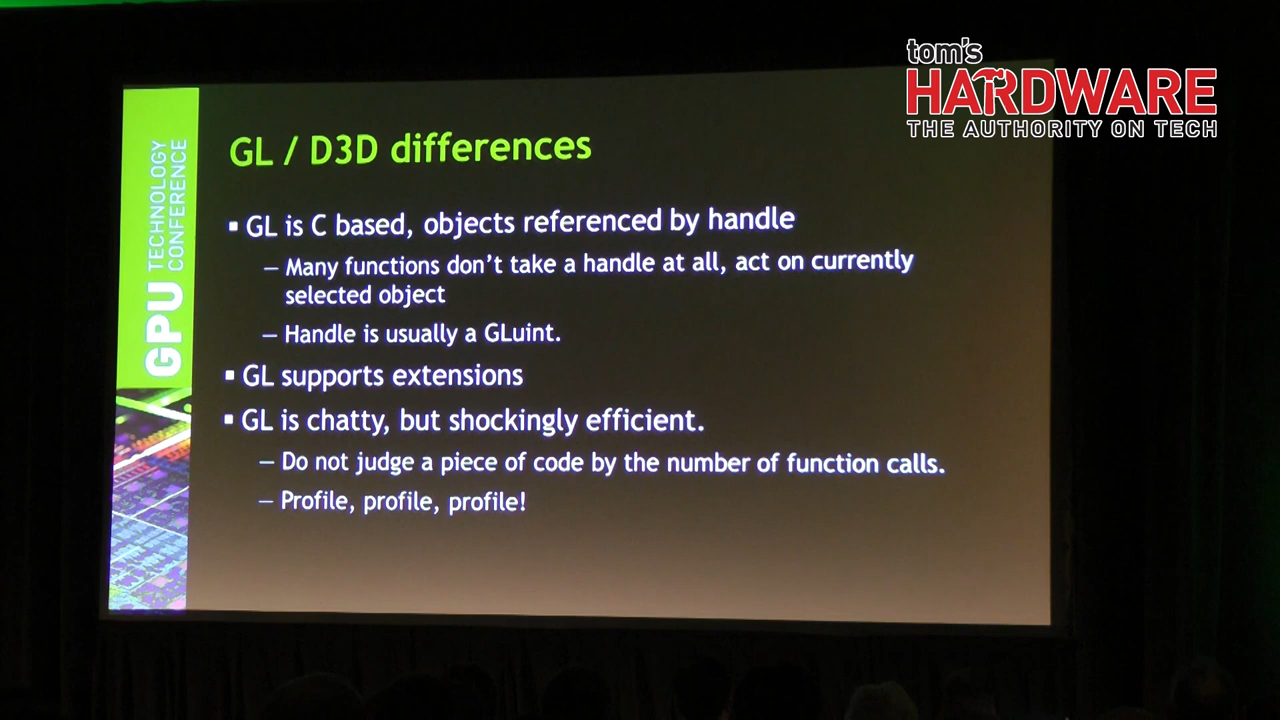 tom's
HARDWARE
THE AUTHORITY ON TECH
GPU TECHNOLOGY
CONFERENCE
GL / D3D differences
▪ GL is C based, objects referenced by handle
– Many functions don't take a handle at all, act on currently
selected object
– Handle is usually a GLuint.
▪ GL supports extensions
▪ GL is chatty, but shockingly efficient.
– Do not judge a piece of code by the number of function calls.
– Profile, profile, profile!